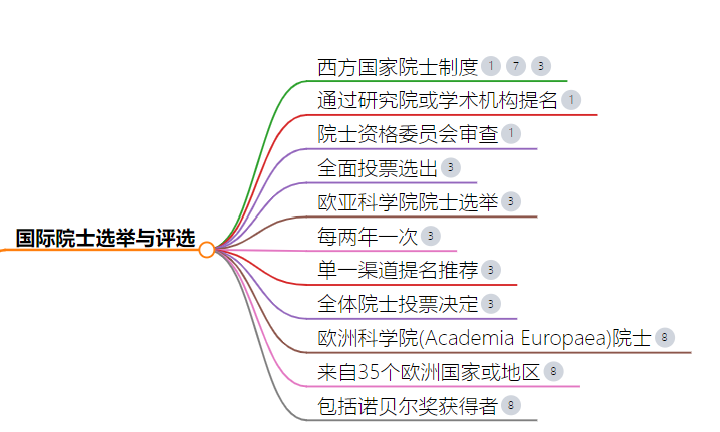 西方国家院士制度 1 7 3
通过研究院或学术机构提名 1
院士资格委员会审查 1
全面投票选出 3
欧亚科学院院士选举 3
国际院士选举与评选
每两年一次 3
单一渠道提名推荐 3
全体院士投票决定 3
欧洲科学院(Academia Europaea)院士 8
来自35个欧洲国家或地区 8
包括诺贝尔奖获得者 8